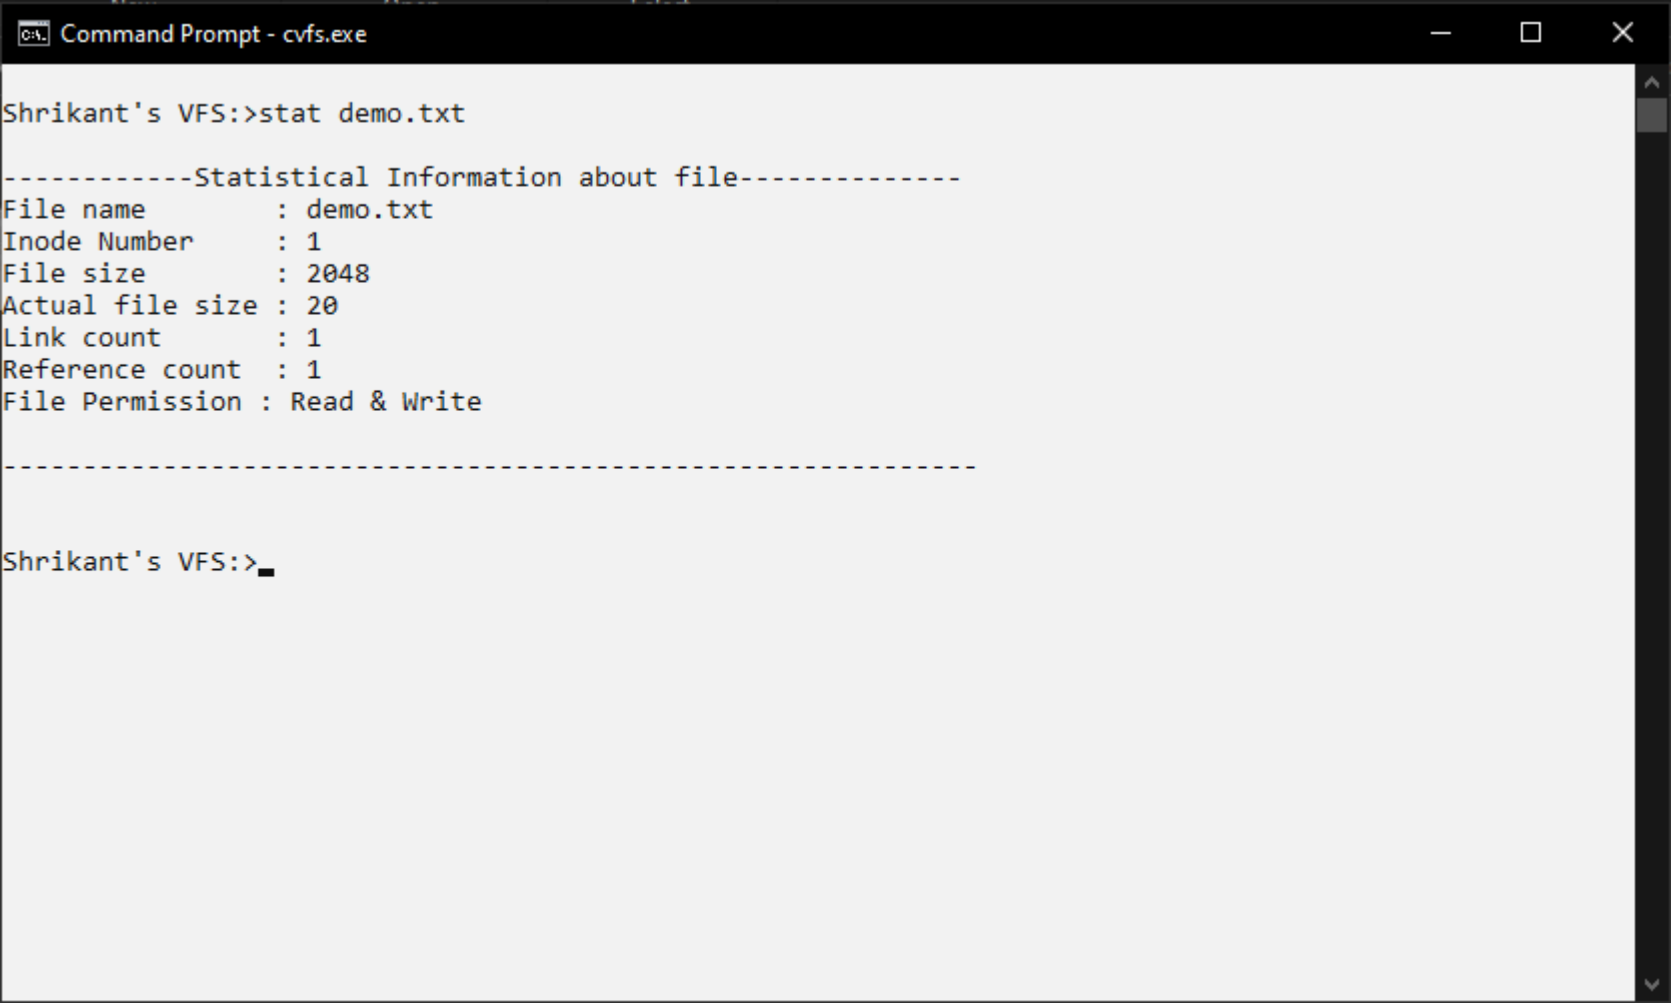 Command Prompt - cvfs.exe
Shrikant's VFS:>stat demo.txt
------------Statistical Information about file--------------
File name        : demo.txt
Inode Number     : 1
File size        : 2048
Actual file size : 20
Link count       : 1
Reference count  : 1
File Permission : Read & Write
-------------------------------------------------------------
Shrikant's VFS:>